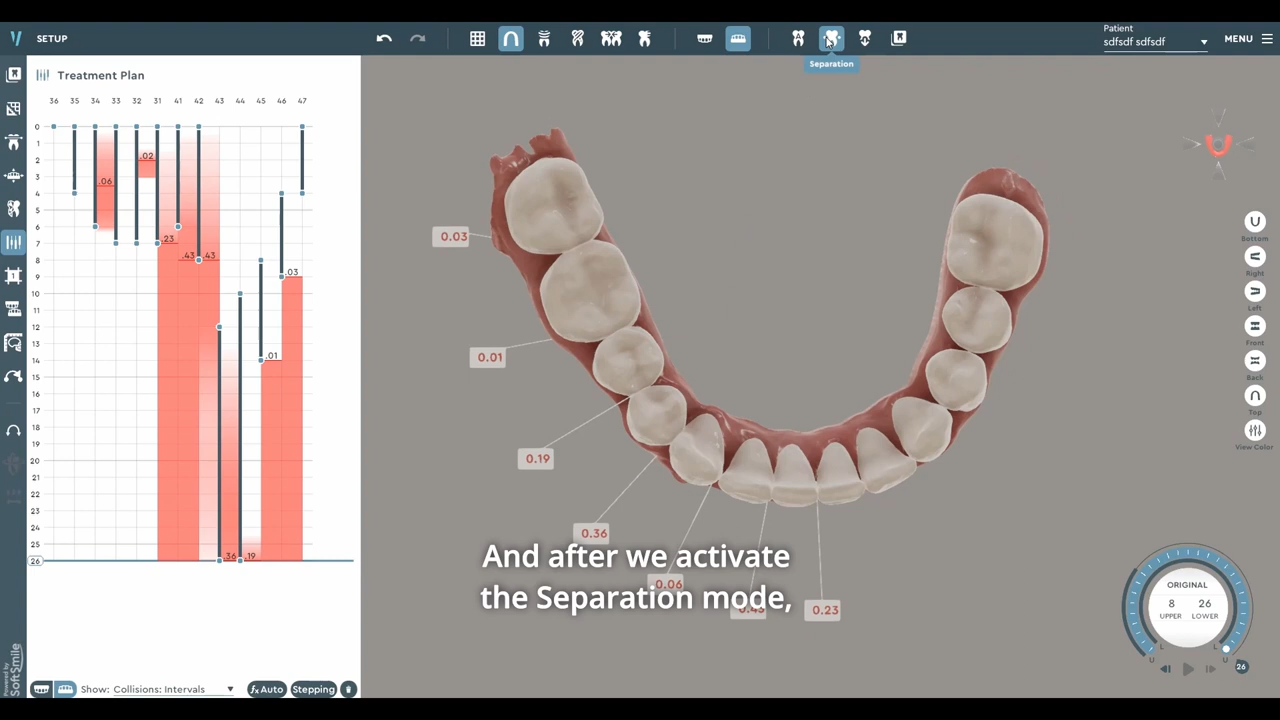 SETUP
Patient
sdfsdf sdfsdf
MENU
Separation
Treatment Plan
36 35 34 33 32 31 41 42 43 44 45 46 47
0
1
2
3
4
5
6
7
8
9
10
11
12
13
14
15
16
17
18
19
20
21
22
23
24
25
26
.02
.06
.23
.43 .43
.03
.01
.36 .19
0.03
0.01
0.19
0.36
0.06
0.43
0.23
And after we activate
the Separation mode,
Bottom
Right
Left
Front
Back
Top
View Color
ORIGINAL
8 26
UPPER LOWER
L L
U U
26
Powered by
SoftSmile
Show: Collisions: Intervals
fx Auto
Stepping